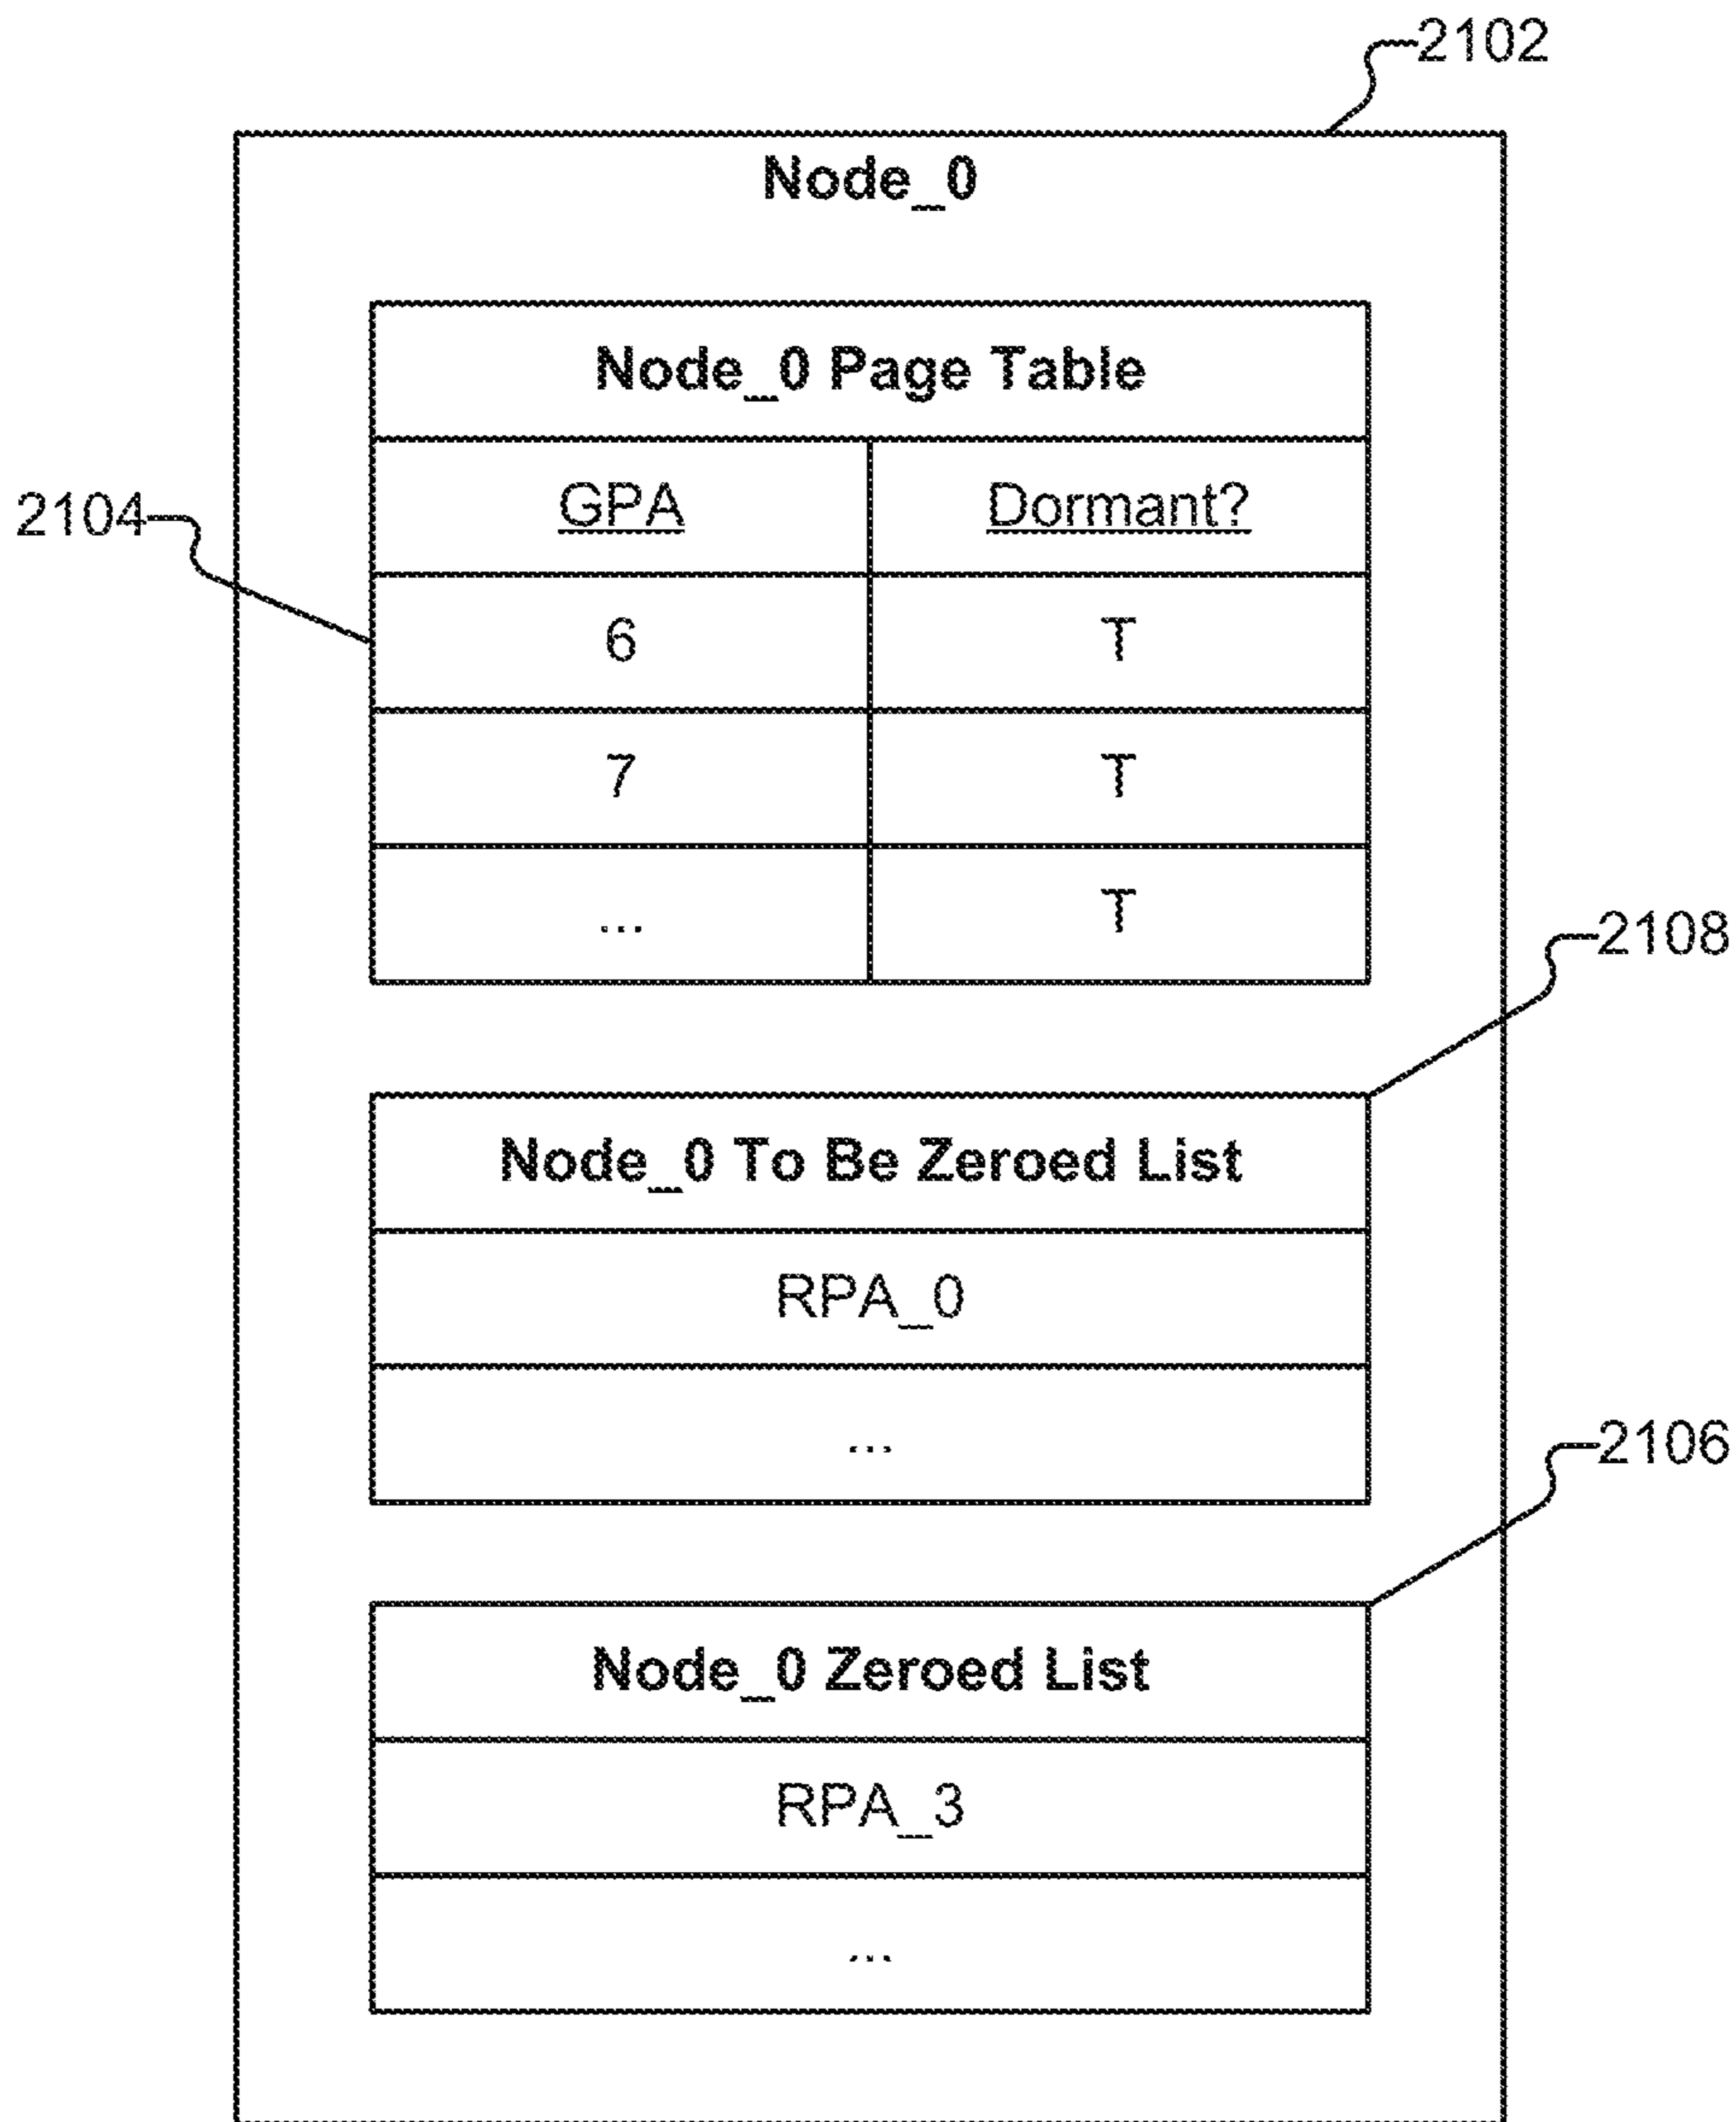 2102
Node_0
Node_0 Page Table
GPA Dormant?
2104
6 T
7 T
... T
2108
Node_0 To Be Zeroed List
RPA_0
...
2106
Node_0 Zeroed List
RPA_3
...